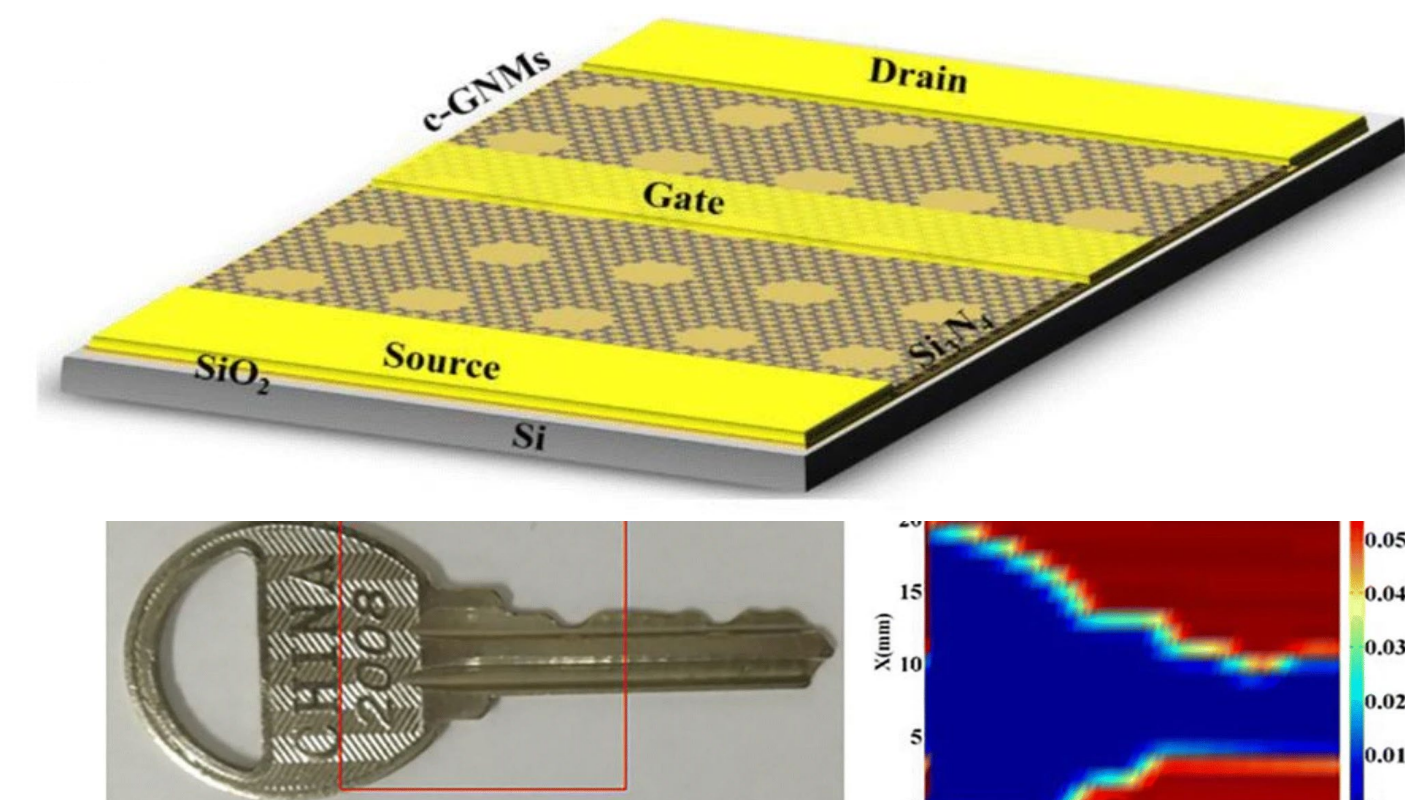 Drain
c-GNMs
Gate
Si₃N₄
Source
SiO₂
Si
CHINA
2008
20
15
10
5
X(mm)
0.05
0.04
0.03
0.02
0.01